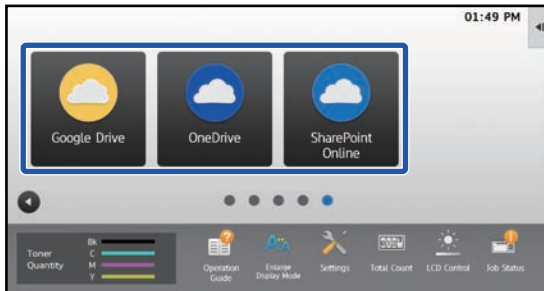 01:49 PM
Google Drive
OneDrive
SharePoint
Online
Toner
Quantity
Bk
C
M
Y
Operation
Guide
Enlarge
Display Mode
Settings
Total Count
LCD Control
Job Status